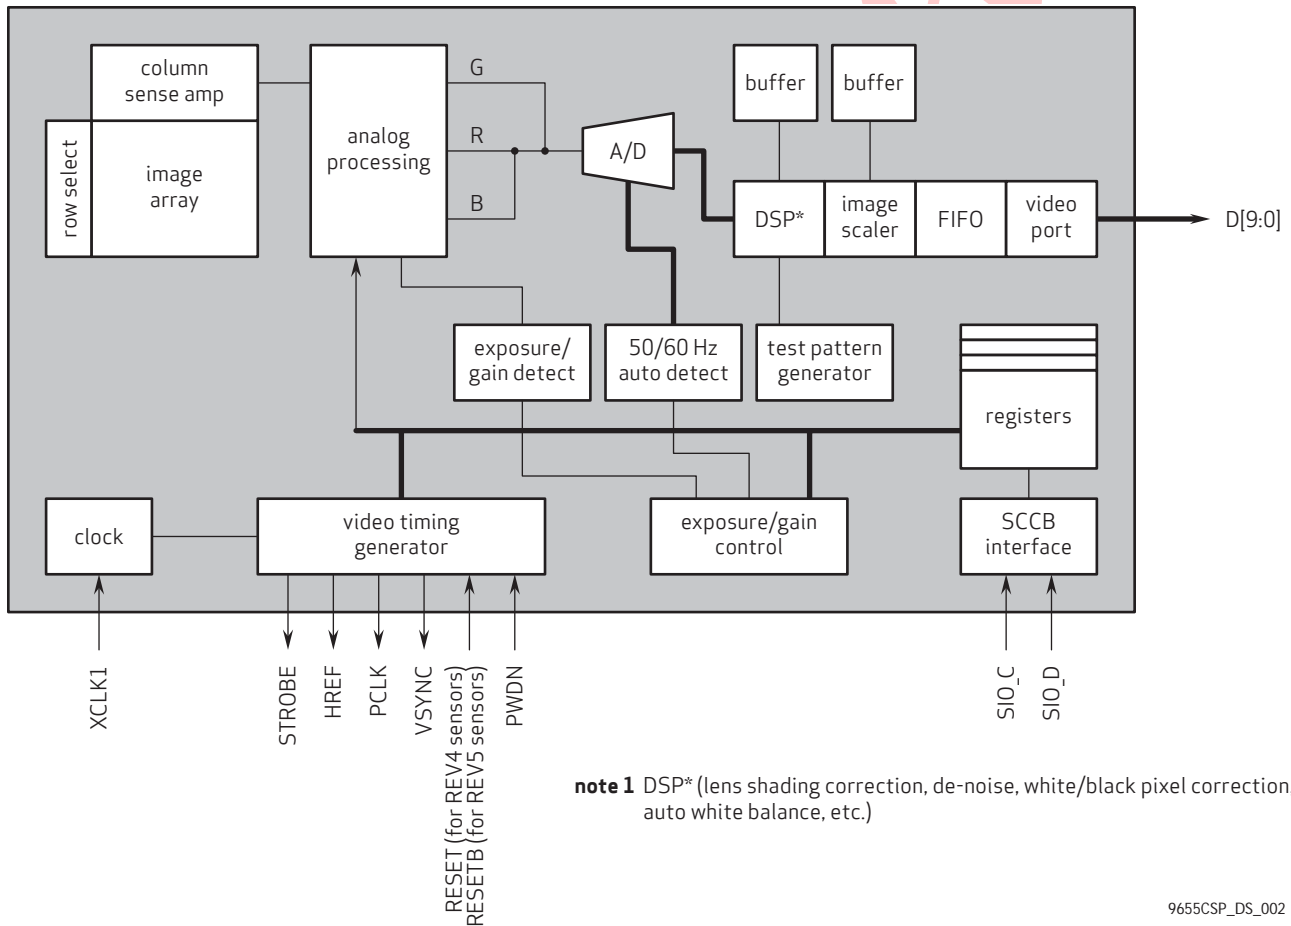 column
sense amp
row select
image
array
analog
processing
G
R
B
A/D
buffer
buffer
DSP*
image
scaler
FIFO
video
port
D[9:0]
exposure/
gain detect
50/60 Hz
auto detect
test pattern
generator
registers
clock
video timing
generator
exposure/gain
control
SCCB
interface
XCLK1
STROBE
HREF
PCLK
VSYNC
RESET (for REV4 sensors)
RESETB (for REV5 sensors)
PWDN
SIO_C
SIO_D
note 1 DSP* (lens shading correction, de-noise, white/black pixel correction
auto white balance, etc.)
9655CSP_DS_002